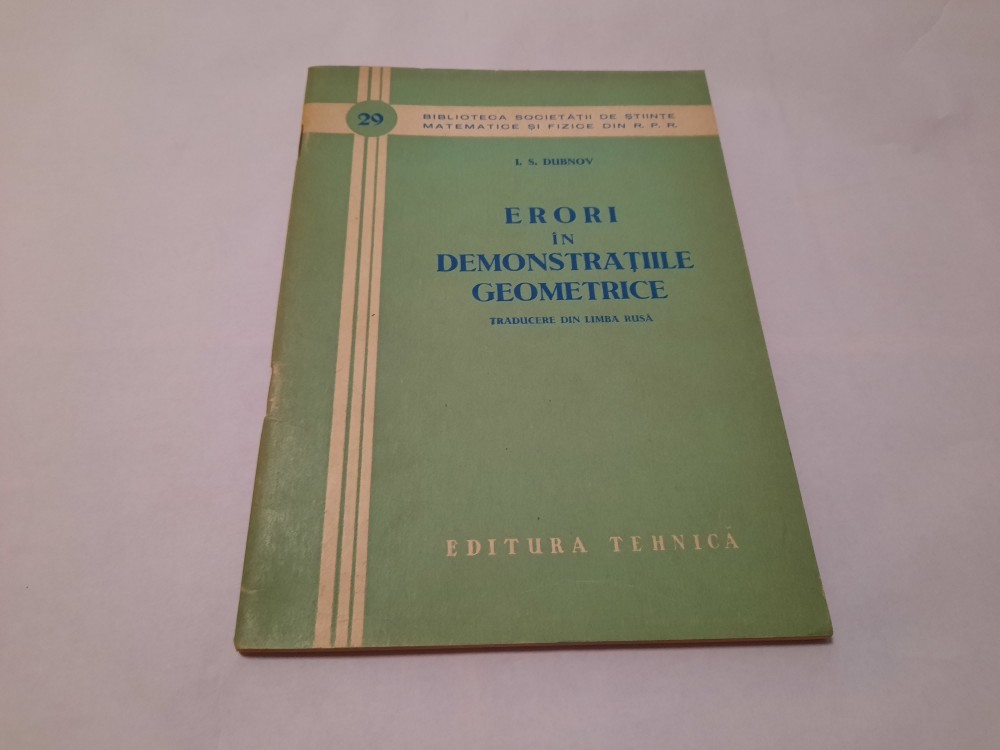 29
BIBLIOTECA SOCIETĂȚII DE ȘTIINȚE
MATEMATICE ȘI FIZICE DIN R. P. R.
I. S. DUBNOV
ERORI
ÎN
DEMONSTRAȚIILE
GEOMETRICE
TRADUCERE DIN LIMBA RUSĂ
EDITURA TEHNICĂ